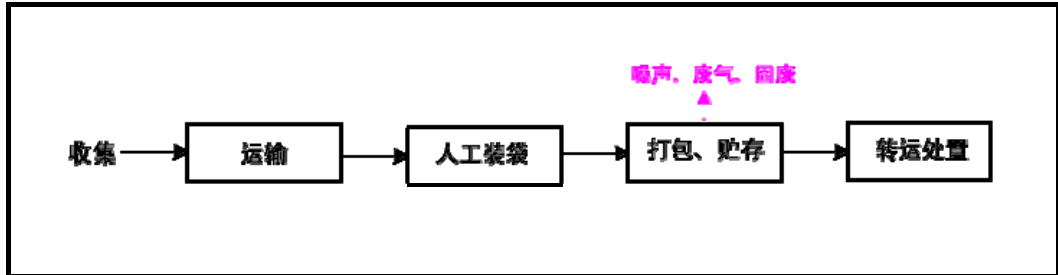 噪声、废气、固废
收集
运输
人工装袋
打包、贮存
转运处置